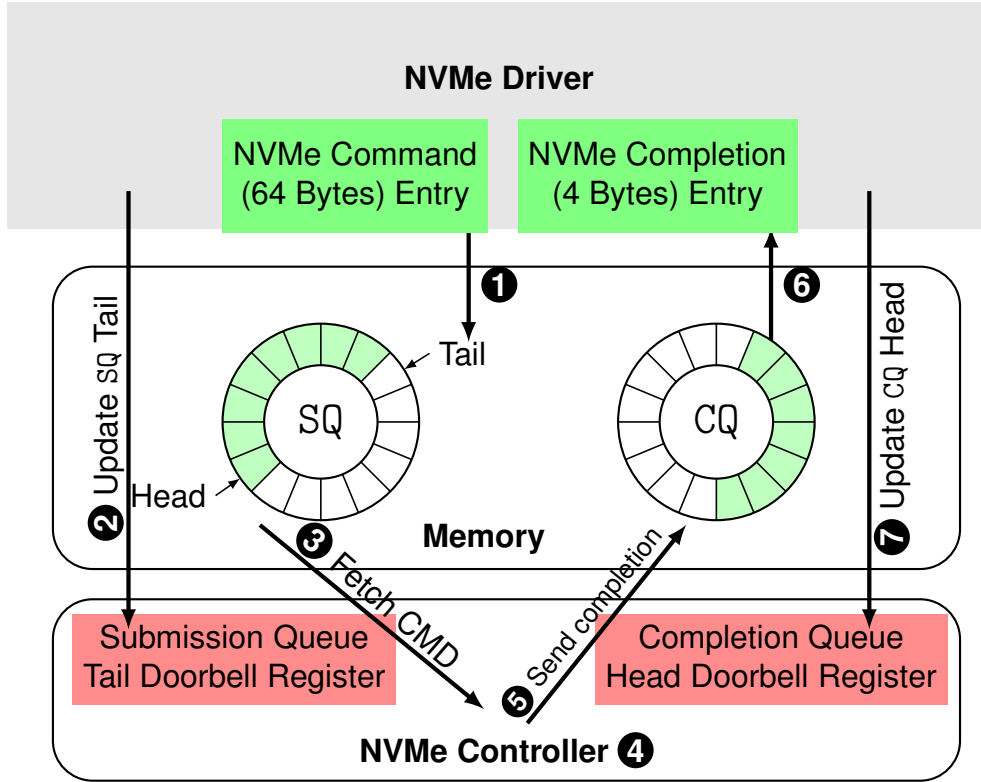 NVMe Driver
NVMe Command
(64 Bytes) Entry
NVMe Completion
(4 Bytes) Entry
1
6
2 Update SQ Tail
Tail
SQ
Head
CQ
7 Update CQ Head
Memory
3 Fetch CMD
5 Send completion
Submission Queue
Tail Doorbell Register
Completion Queue
Head Doorbell Register
NVMe Controller 4